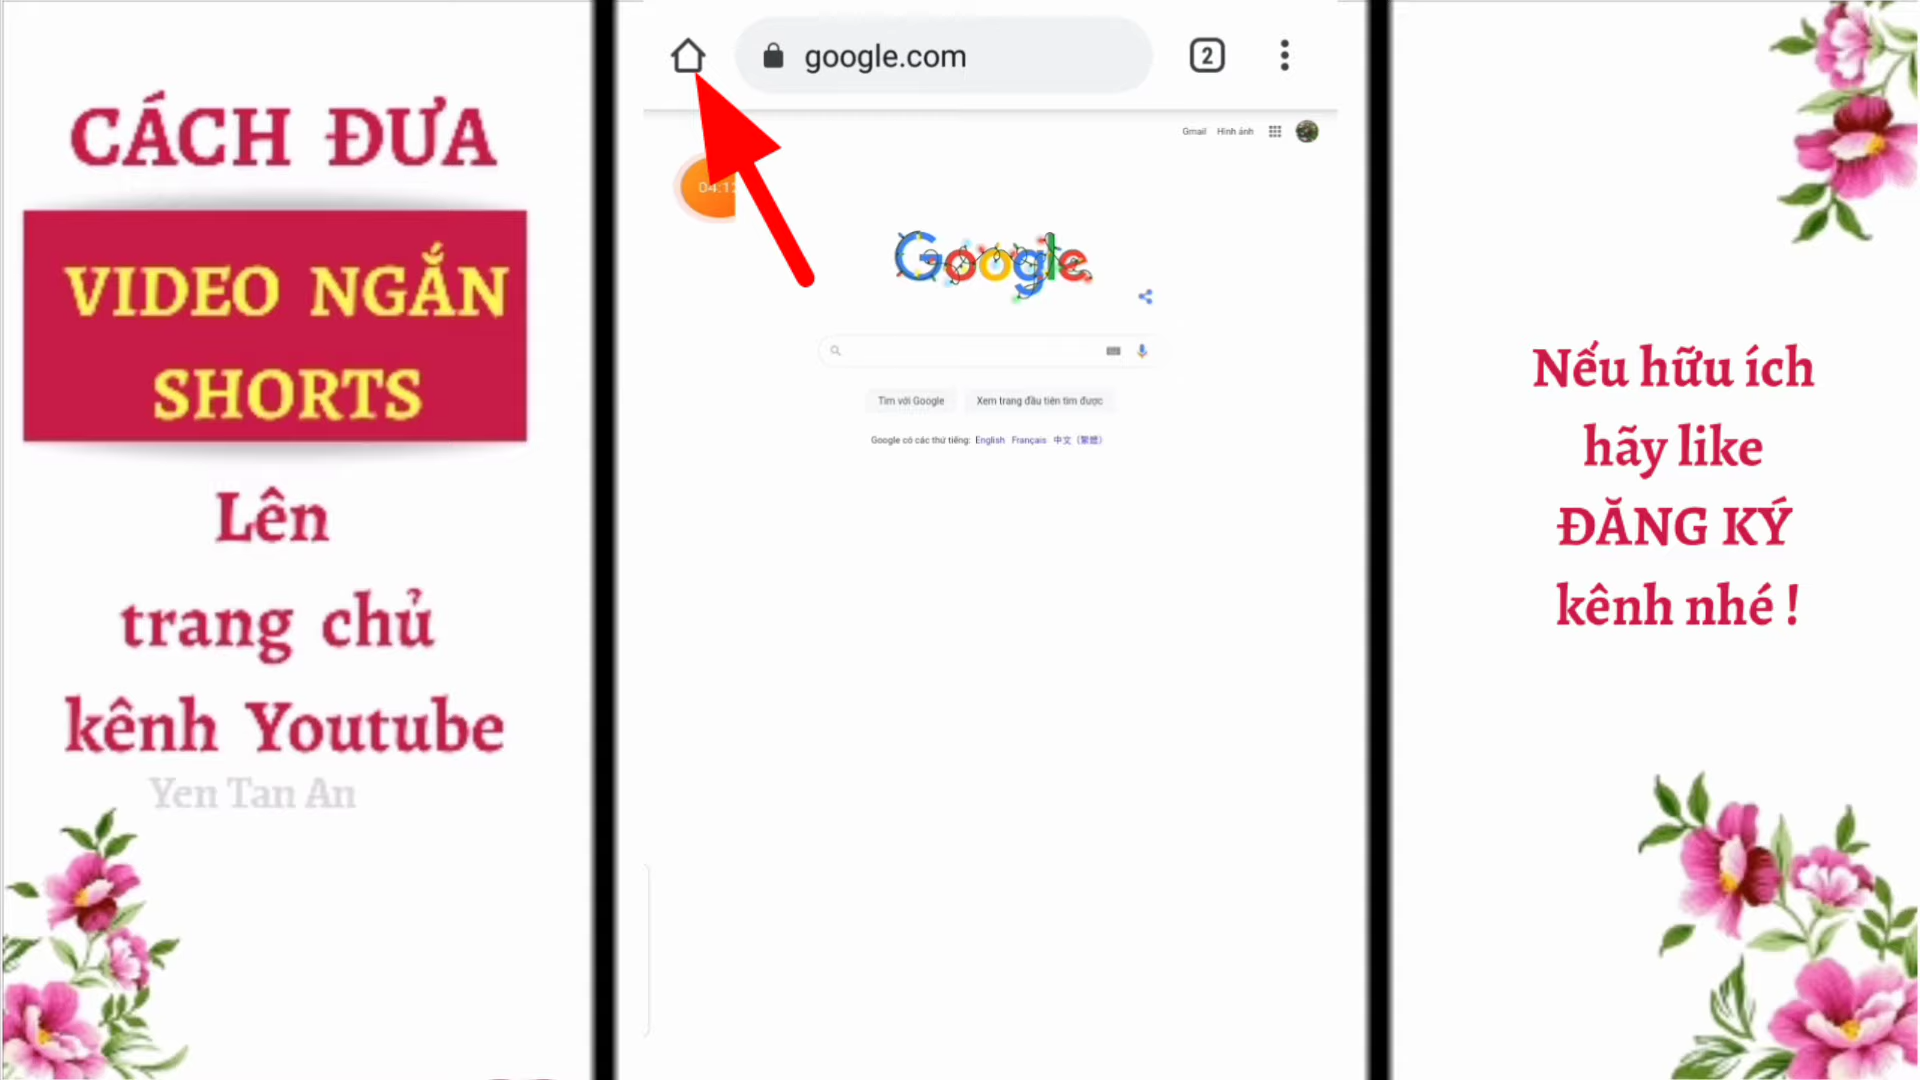 CÁCH ĐƯA
VIDEO NGẮN
SHORTS
Lên
trang chủ
kênh Youtube
Yen Tan An
google.com
2
Gmail Hình ảnh
Google
Tìm với Google Xem trang đầu tiên tìm được
Google có các thứ tiếng: English Français 中文 (繁體)
Nếu hữu ích
hãy like
ĐĂNG KÝ
kênh nhé !